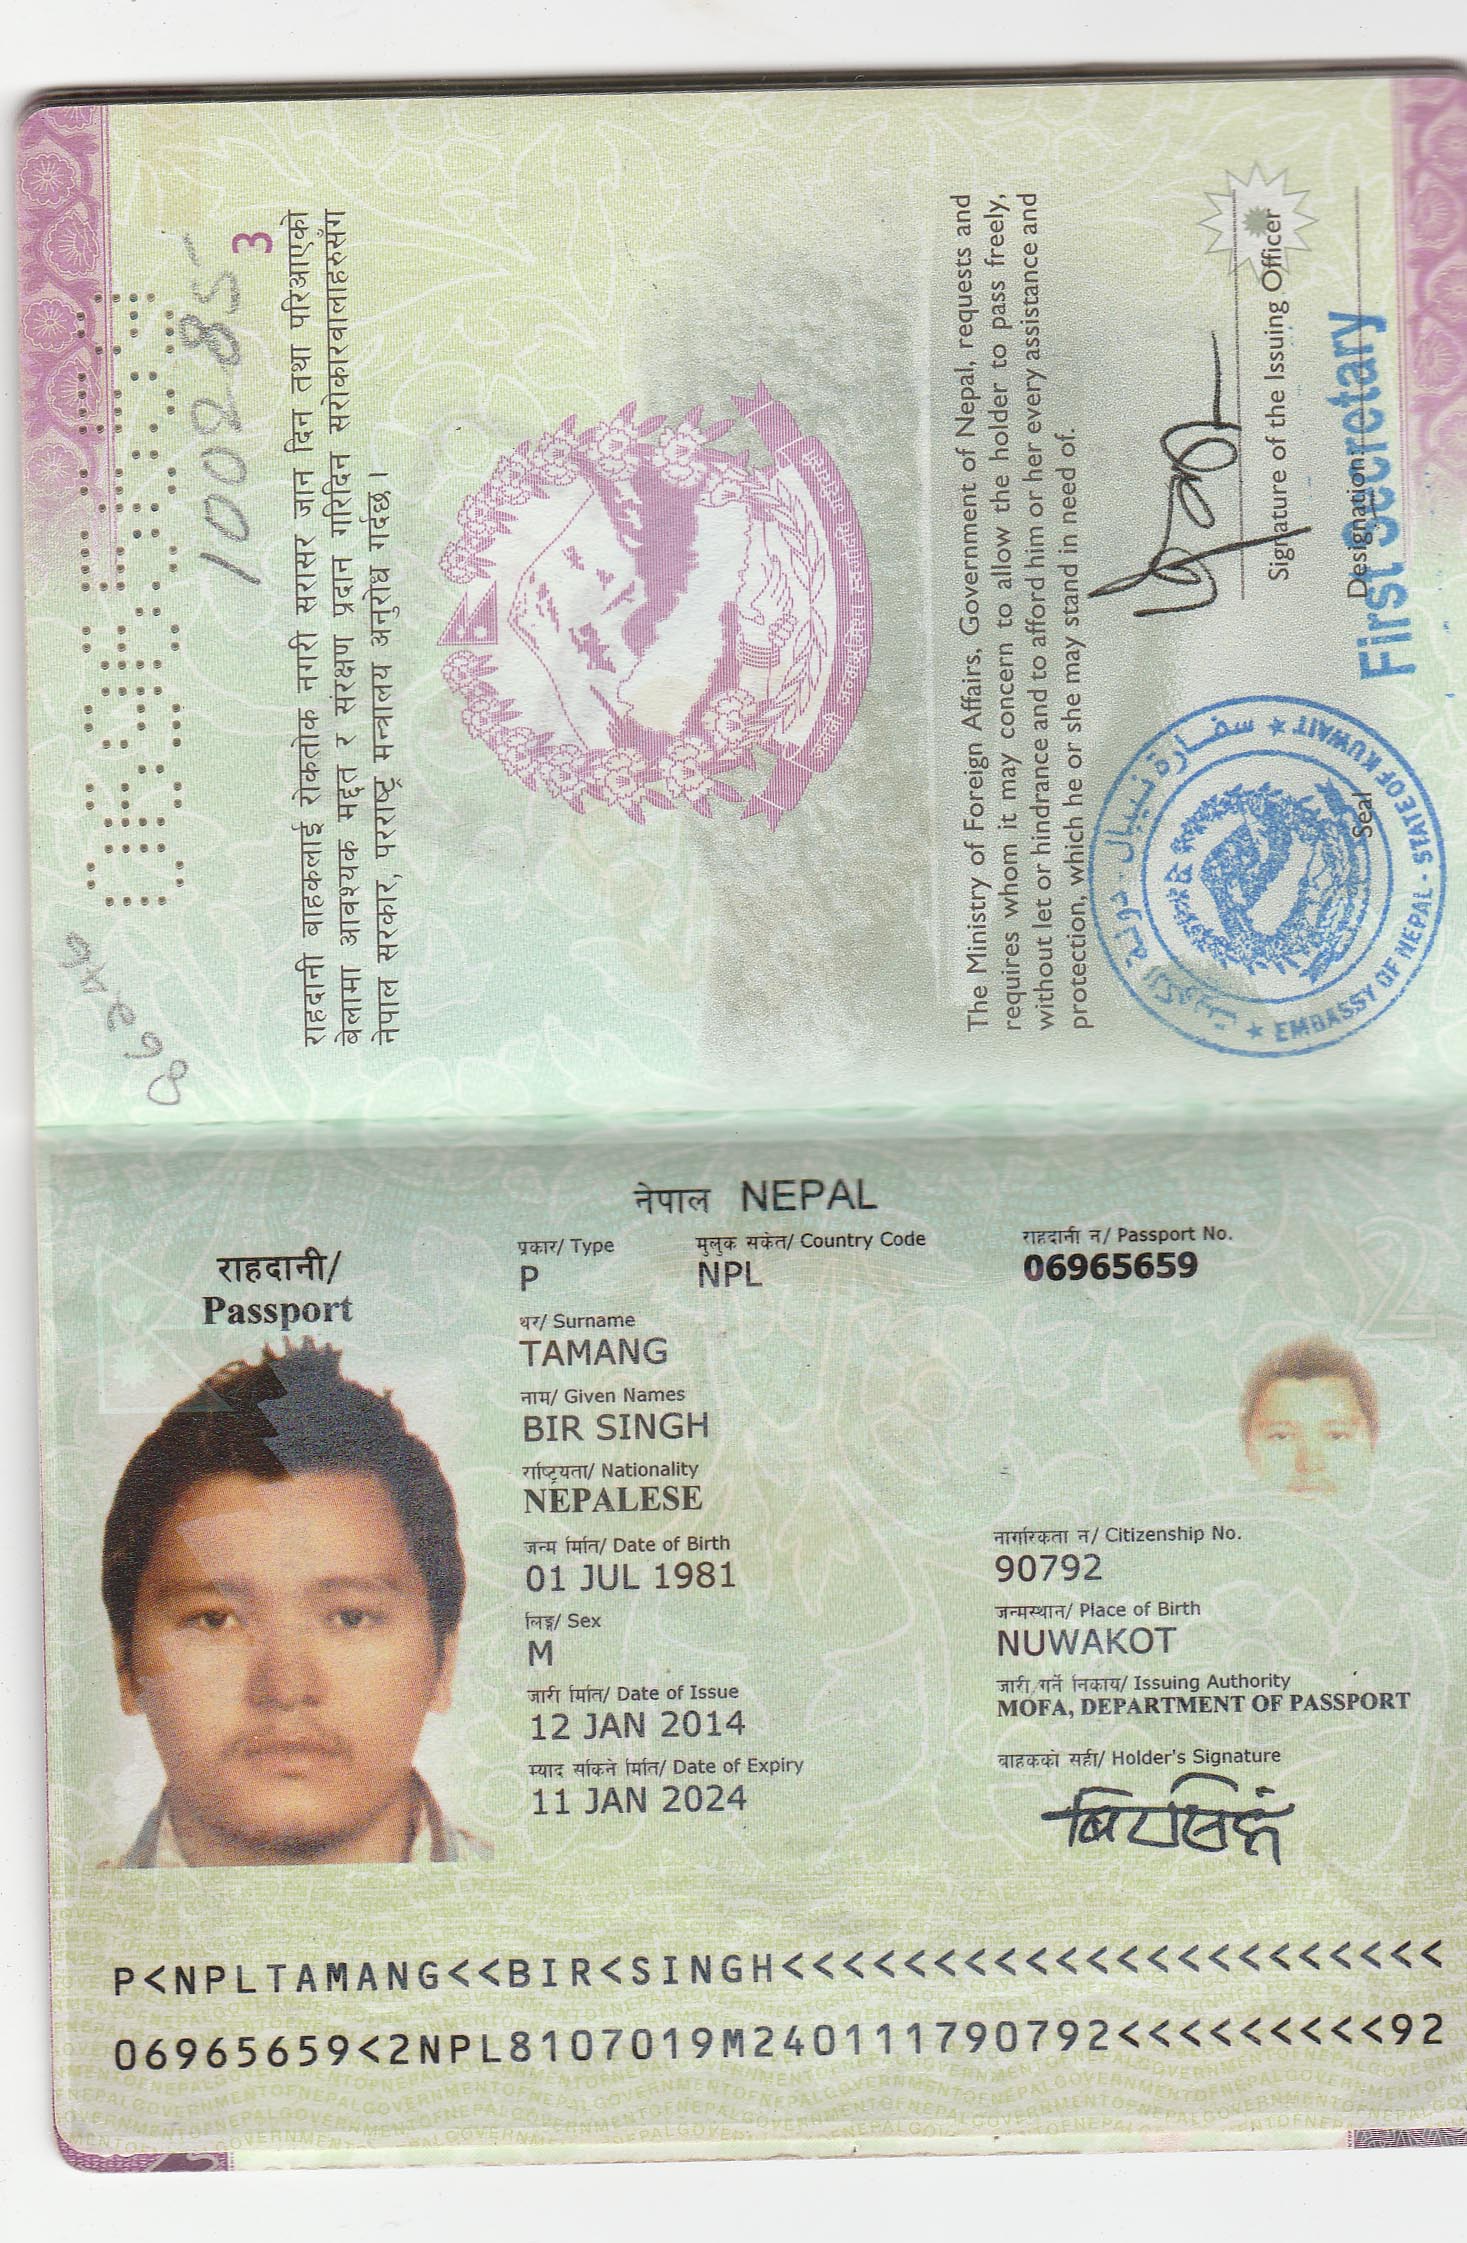 3
100285
राहदानी बाहकलाई रोकतोक नगरी सरासर जान दिन तथा परिआएको
बेलामा आवश्यक मद्दत र संरक्षण प्रदान गरिदिन सरोकारवालाहरुसँग
नेपाल सरकार, परराष्ट्र मन्त्रालय अनुरोध गर्दछ।
The Ministry of Foreign Affairs, Government of Nepal, requests and
requires whom it may concern to allow the holder to pass freely,
without let or hindrance and to afford him or her every assistance and
protection, which he or she may stand in need of.
Signature of the Issuing Officer
Designation
First Secretary
Seal
EMBASSY OF NEPAL - STATE OF KUWAIT
नेपाल NEPAL
राहदानी/
Passport
प्रकार/ Type
मुलुक संकेत/ Country Code
राहदानी नं/ Passport No.
P
NPL
06965659
थर/ Surname
TAMANG
नाम/ Given Names
BIR SINGH
राष्ट्रियता/ Nationality
NEPALESE
जन्म मिति/ Date of Birth
01 JUL 1981
नागरिकता नं/ Citizenship No.
90792
लिङ्ग/ Sex
M
जन्मस्थान/ Place of Birth
NUWAKOT
जारी मिति/ Date of Issue
12 JAN 2014
जारी गर्ने निकाय/ Issuing Authority
MOFA, DEPARTMENT OF PASSPORT
म्याद सकिने मिति/ Date of Expiry
11 JAN 2024
वाहकको सही/ Holder's Signature
बिरसिंह
P<NPLTAMANG<<BIR<SINGH<<<<<<<<<<<<<<<<<<<<<<
06965659<2NPL8107019M240111790792<<<<<<<<<92